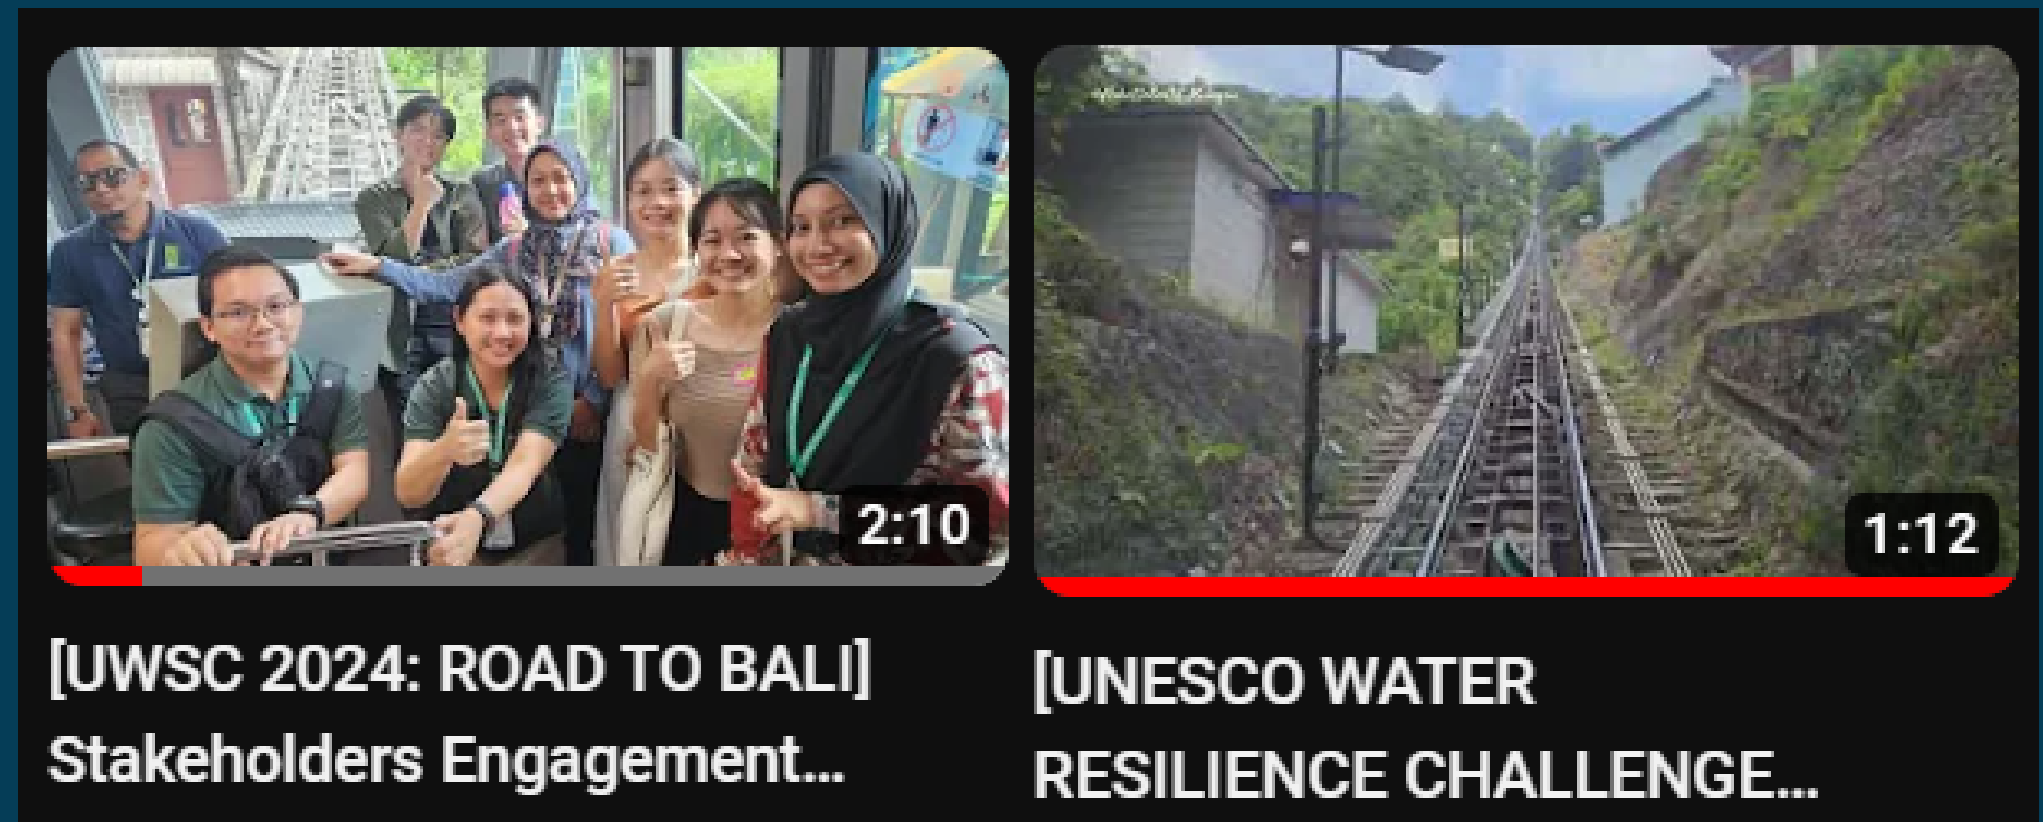 2:10
1:12
[UWSC 2024: ROAD TO BALI]
Stakeholders Engagement...
[UNESCO WATER
RESILIENCE CHALLENGE...